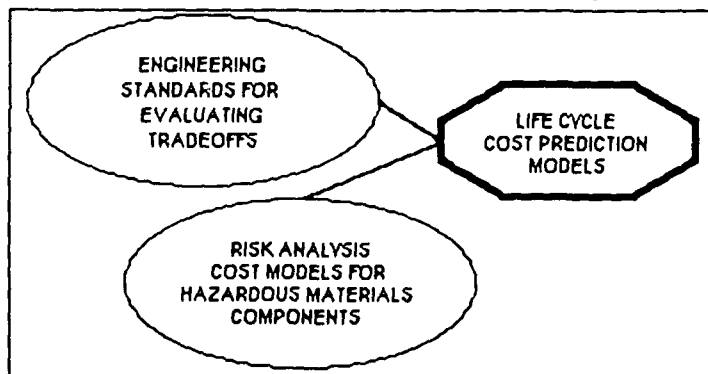 ENGINEERING
STANDARDS FOR
EVALUATING
TRADEOFFS
LIFE CYCLE
COST PREDICTION
MODELS
RISK ANALYSIS
COST MODELS FOR
HAZARDOUS MATERIALS
COMPONENTS